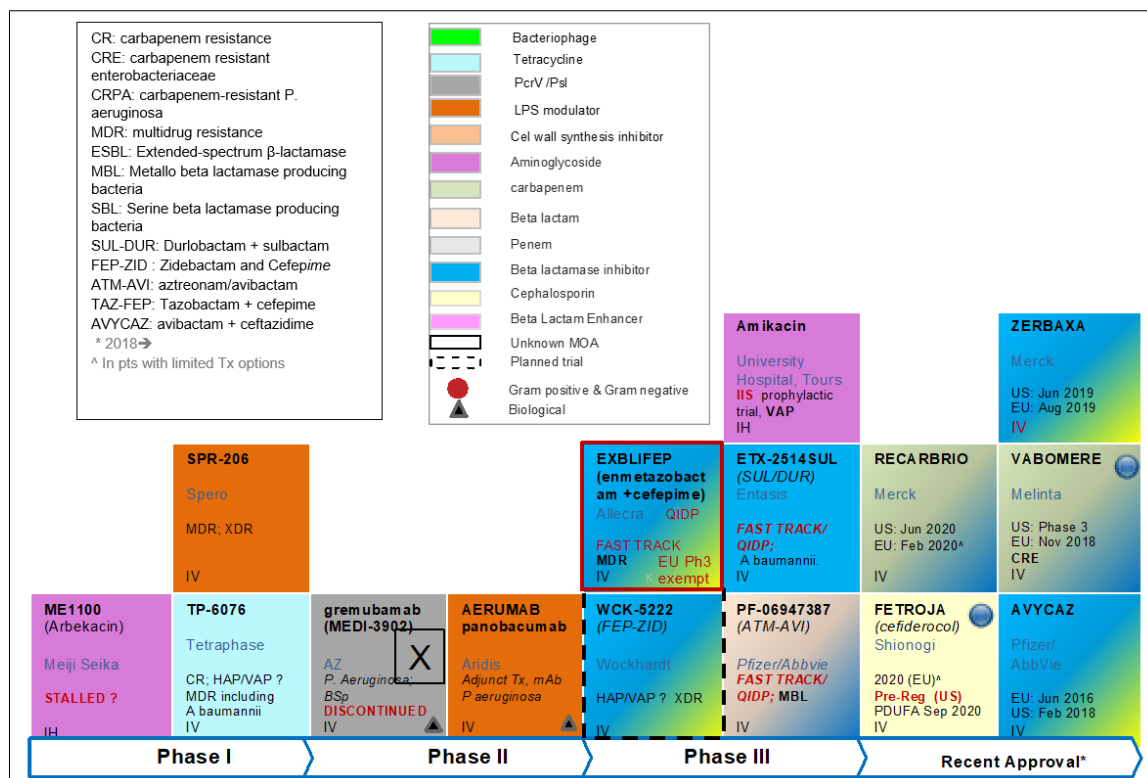 CR: carbapenem resistance
CRE: carbapenem resistant
enterobacteriaceae
CRPA: carbapenem-resistant P.
aeruginosa
MDR: multidrug resistance
ESBL: Extended-spectrum β-lactamase
MBL: Metallo beta lactamase producing
bacteria
SBL: Serine beta lactamase producing
bacteria
SUL-DUR: Durlobactam + sulbactam
FEP-ZID : Zidebactam and Cefepime
ATM-AVI: aztreonam/avibactam
TAZ-FEP: Tazobactam + cefepime
AVYCAZ: avibactam + ceftazidime
* 2018➔
^ In pts with limited Tx options
Bacteriophage
Tetracycline
PcrV /Psl
LPS modulator
Cel wall synthesis inhibitor
Aminoglycoside
carbapenem
Beta lactam
Penem
Beta lactamase inhibitor
Cephalosporin
Beta Lactam Enhancer
Unknown MOA
Planned trial
Gram positive & Gram negative
Biological
Amikacin
University
Hospital, Tours
IIS prophylactic
trial, VAP
IH
ZERBAXA
Merck
US: Jun 2019
EU: Aug 2019
IV
SPR-206
Spero
MDR; XDR
IV
EXBLIFEP
(enmetazobact
am +cefepime)
Allecra QIDP
FAST TRACK
MDR EU Ph3
IV K exempt
ETX-2514SUL
(SUL/DUR)
Entasis
FAST TRACK/
QIDP;
A baumannii.
IV
RECARBRIO
Merck
US: Jun 2020
EU: Feb 2020^
IV
VABOMERE
Melinta
US: Phase 3
EU: Nov 2018
CRE
IV
ME1100
(Arbekacin)
Meiji Seika
STALLED ?
IH
TP-6076
Tetraphase
CR; HAP/VAP ?
MDR including
A baumannii
IV
gremubamab
(MEDI-3902)
X
AZ
P. Aeruginosa;
BSp
DISCONTINUED
IV
AERUMAB
panobacumab
Aridis
Adjunct Tx, mAb
P aeruginosa
IV
WCK-5222
(FEP-ZID)
Wockhardt
HAP/VAP ? XDR
IV
PF-06947387
(ATM-AVI)
Pfizer/Abbvie
FAST TRACK/
QIDP; MBL
IV
FETROJA
(cefiderocol)
Shionogi
2020 (EU)^
Pre-Reg (US)
PDUFA Sep 2020
IV
AVYCAZ
Pfizer/
AbbVie
EU: Jun 2016
US: Feb 2018
IV
Phase I
Phase II
Phase III
Recent Approval*